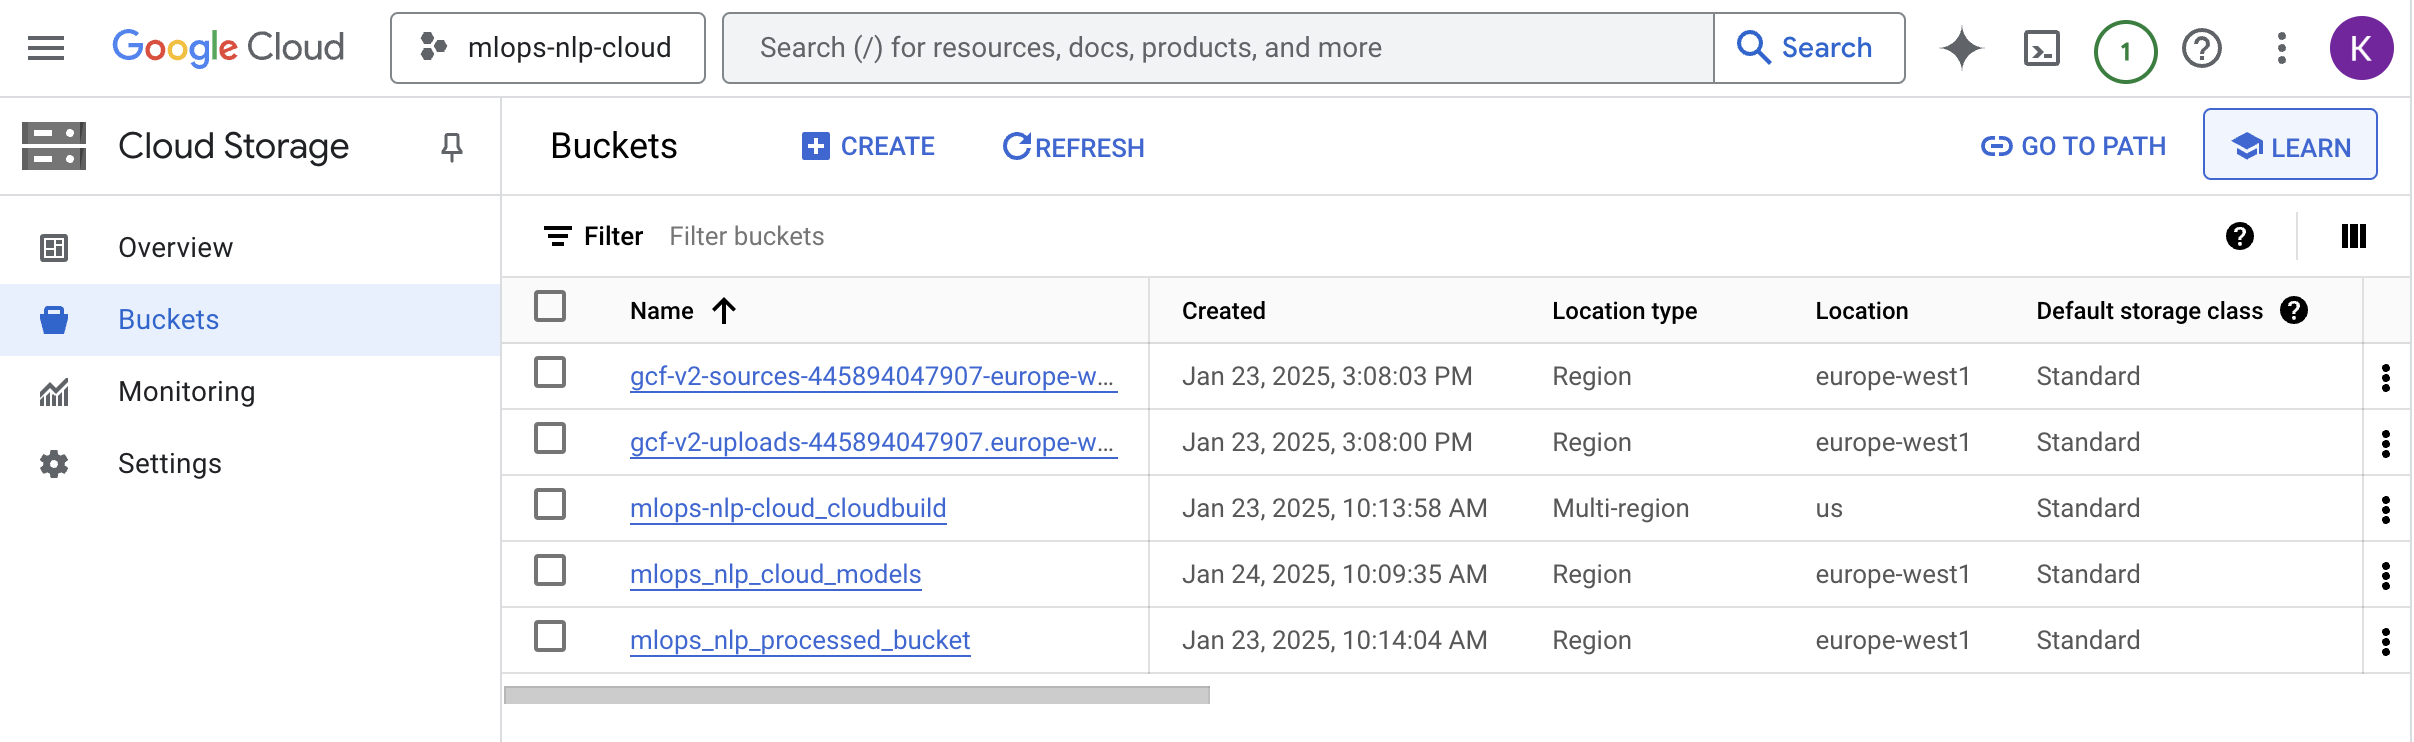 Google Cloud
mlops-nlp-cloud
Search (/) for resources, docs, products, and more
Search
1
K
Cloud Storage
Overview
Buckets
Monitoring
Settings
Buckets CREATE REFRESH GO TO PATH LEARN
Filter Filter buckets
Name Created Location type Location Default storage class
gcf-v2-sources-445894047907-europe-w... Jan 23, 2025, 3:08:03 PM Region europe-west1 Standard
gcf-v2-uploads-445894047907.europe-w... Jan 23, 2025, 3:08:00 PM Region europe-west1 Standard
mlops-nlp-cloud_cloudbuild Jan 23, 2025, 10:13:58 AM Multi-region us Standard
mlops_nlp_cloud_models Jan 24, 2025, 10:09:35 AM Region europe-west1 Standard
mlops_nlp_processed_bucket Jan 23, 2025, 10:14:04 AM Region europe-west1 Standard